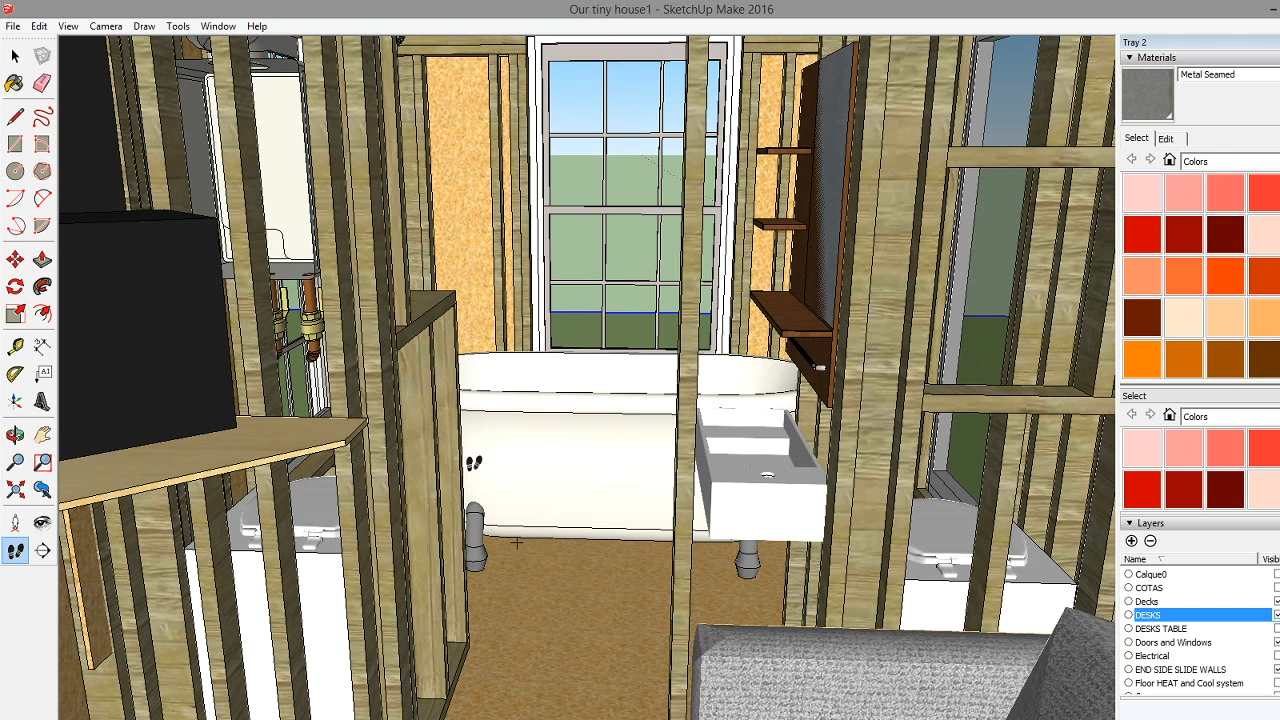 Our tiny house1 - SketchUp Make 2016
File Edit View Camera Draw Tools Window Help
Tray 2
Materials
Metal Seamed
Select Edit
Colors
Select
Colors
Layers
Name Visib
Calque0
COTAS
Decks
DESKS
DESKS TABLE
Doors and Windows
Electrical
END SIDE SLIDE WALLS
Floor HEAT and Cool system
A1